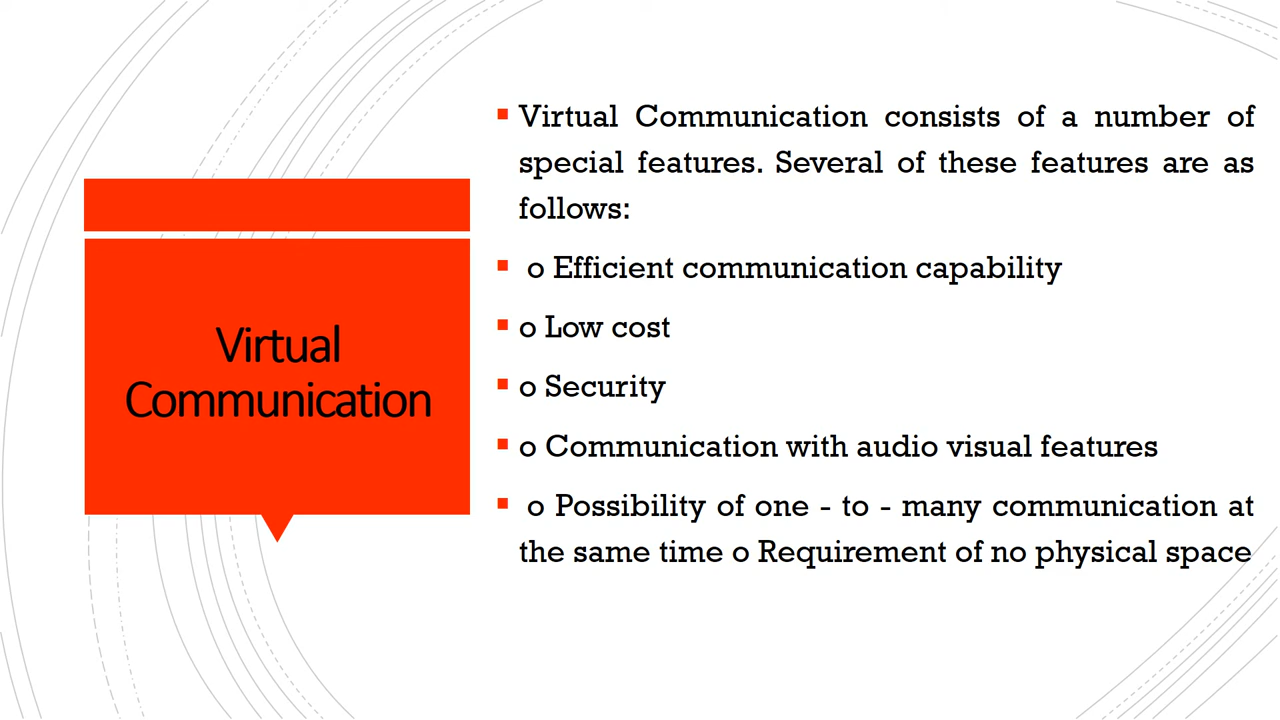 Virtual
Communication
▪ Virtual Communication consists of a number of
special features. Several of these features are as
follows:
▪ o Efficient communication capability
▪ o Low cost
▪ o Security
▪ o Communication with audio visual features
▪ o Possibility of one - to - many communication at
the same time o Requirement of no physical space